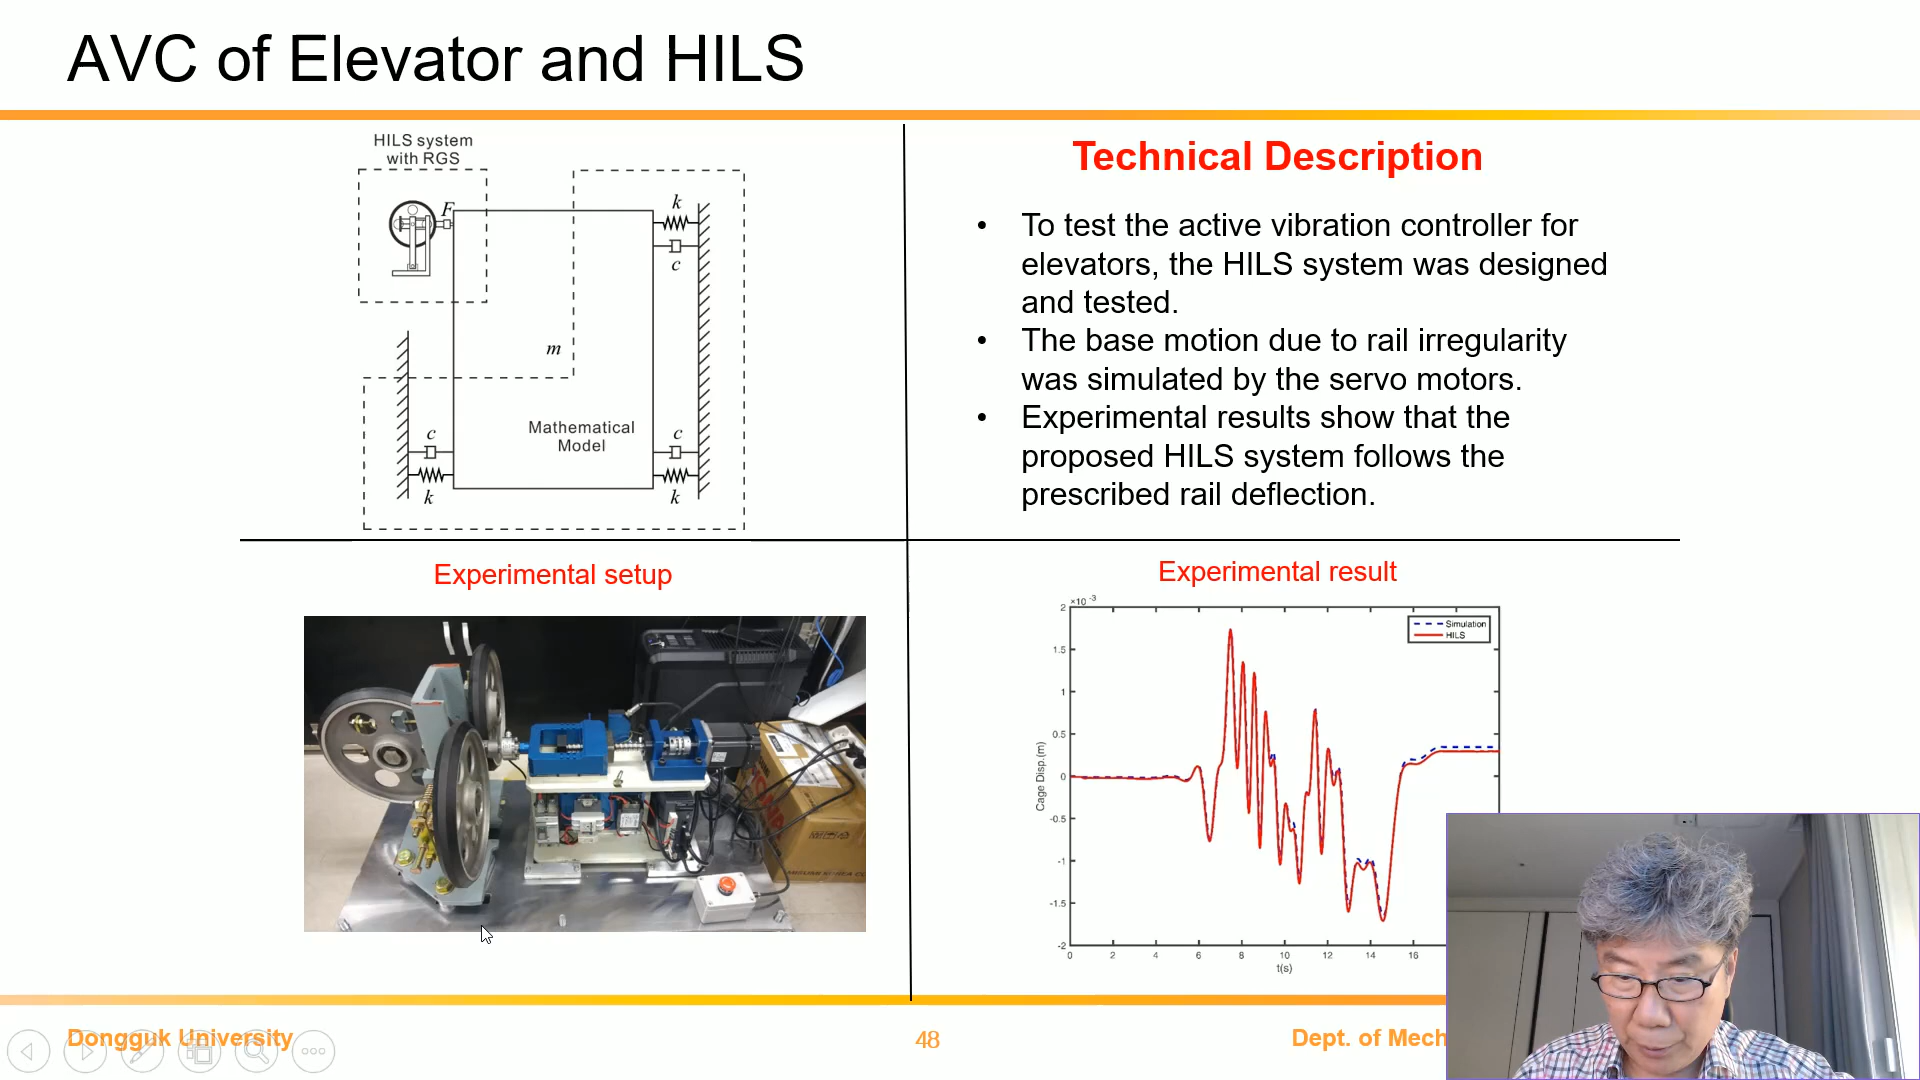 AVC of Elevator and HILS
HILS system
with RGS
F
k
c
m
Mathematical
Model
c
k
c
k
Technical Description
• To test the active vibration controller for
elevators, the HILS system was designed
and tested.
• The base motion due to rail irregularity
was simulated by the servo motors.
• Experimental results show that the
proposed HILS system follows the
prescribed rail deflection.
Experimental setup
Experimental result
×10⁻³
Simulation
HILS
2
1.5
1
0.5
0
-0.5
-1
-1.5
-2
Cage Disp.(m)
0 2 4 6 8 10 12 14 16
t(s)
Dongguk University
48
Dept. of Mech